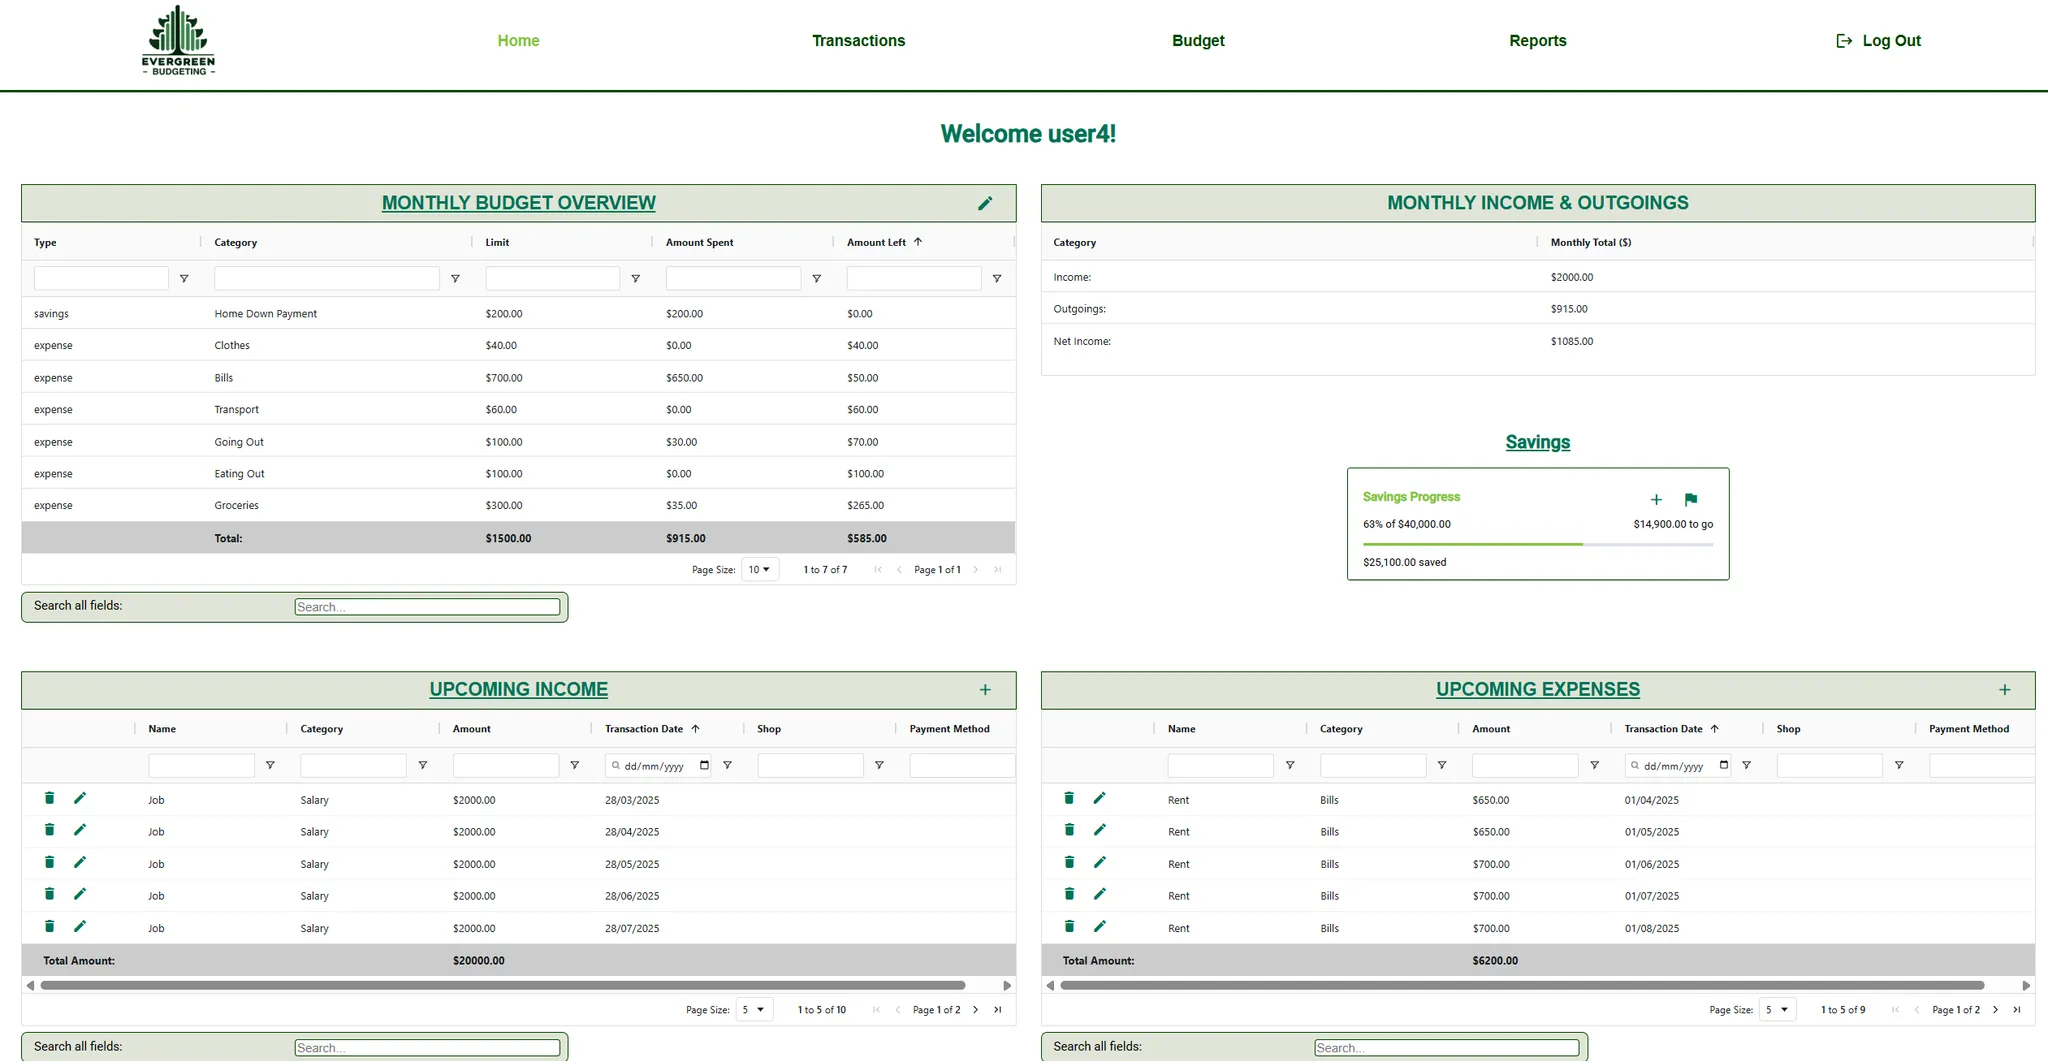 EVERGREEN
- BUDGETING -
Home
Transactions
Budget
Reports
Log Out
Welcome user4!
MONTHLY BUDGET OVERVIEW
Type Category Limit Amount Spent Amount Left
savings Home Down Payment $200.00 $200.00 $0.00
expense Clothes $40.00 $0.00 $40.00
expense Bills $700.00 $650.00 $50.00
expense Transport $60.00 $0.00 $60.00
expense Going Out $100.00 $30.00 $70.00
expense Eating Out $100.00 $0.00 $100.00
expense Groceries $300.00 $35.00 $265.00
Total: $1500.00 $915.00 $585.00
Page Size: 10 1 to 7 of 7 Page 1 of 1
Search all fields: Search...
MONTHLY INCOME & OUTGOINGS
Category Monthly Total ($)
Income: $2000.00
Outgoings: $915.00
Net Income: $1085.00
Savings
Savings Progress
63% of $40,000.00 $14,900.00 to go
$25,100.00 saved
UPCOMING INCOME
Name Category Amount Transaction Date Shop Payment Method
dd/mm/yyyy
Job Salary $2000.00 28/03/2025
Job Salary $2000.00 28/04/2025
Job Salary $2000.00 28/05/2025
Job Salary $2000.00 28/06/2025
Job Salary $2000.00 28/07/2025
Total Amount: $20000.00
Page Size: 5 1 to 5 of 10 Page 1 of 2
Search all fields: Search...
UPCOMING EXPENSES
Name Category Amount Transaction Date Shop Payment Method
dd/mm/yyyy
Rent Bills $650.00 01/04/2025
Rent Bills $650.00 01/05/2025
Rent Bills $700.00 01/06/2025
Rent Bills $700.00 01/07/2025
Rent Bills $700.00 01/08/2025
Total Amount: $6200.00
Page Size: 5 1 to 5 of 9 Page 1 of 2
Search all fields: Search...